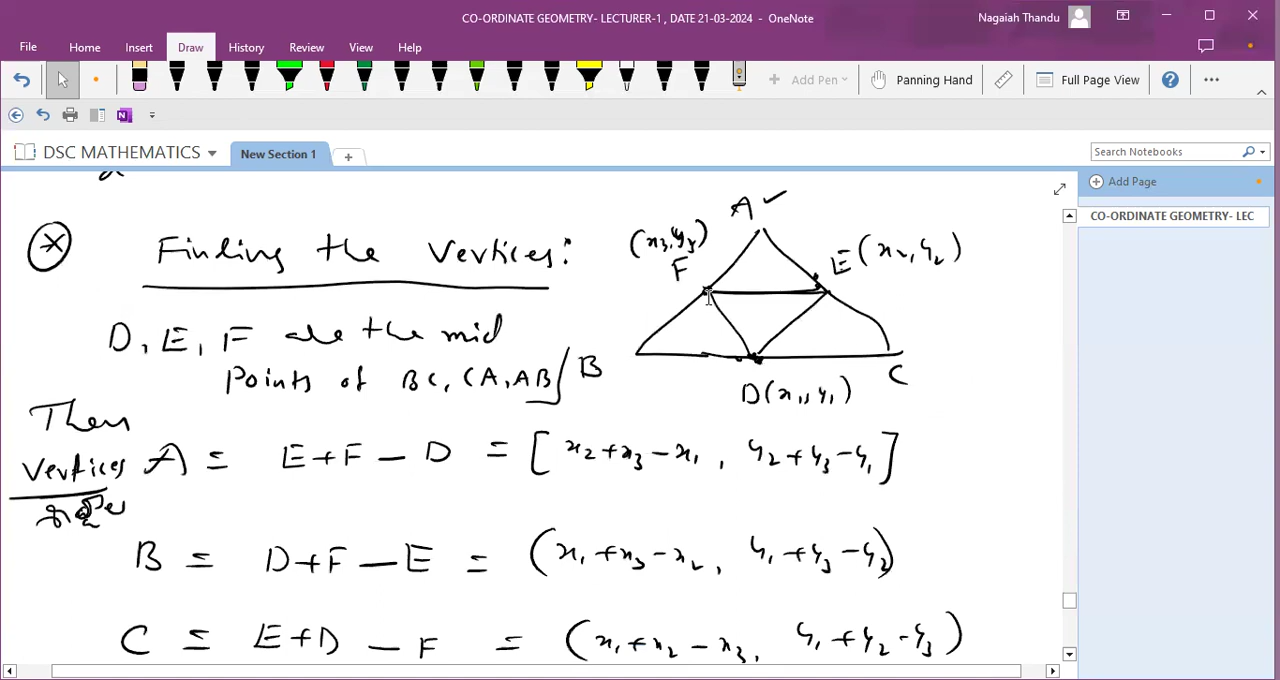 CO-ORDINATE GEOMETRY- LECTURER-1 , DATE 21-03-2024 - OneNote
Nagaiah Thandu
File Home Insert Draw History Review View Help
Add Pen
Panning Hand
Full Page View
DSC MATHEMATICS
New Section 1
Search Notebooks
Add Page
CO-ORDINATE GEOMETRY- LEC
Finding the Vertices:
D, E, F are the mid
Points of BC, CA, AB
A
(x₃, y₃)
F
E(x₂, y₂)
B
C
D(x₁, y₁)
Then
Vertices
A = E+F-D = [x₂+x₃-x₁, y₂+y₃-y₁]
B = D+F-E = (x₁+x₃-x₂, y₁+y₃-y₂)
C = E+D-F = (x₁+x₂-x₃, y₁+y₂-y₃)